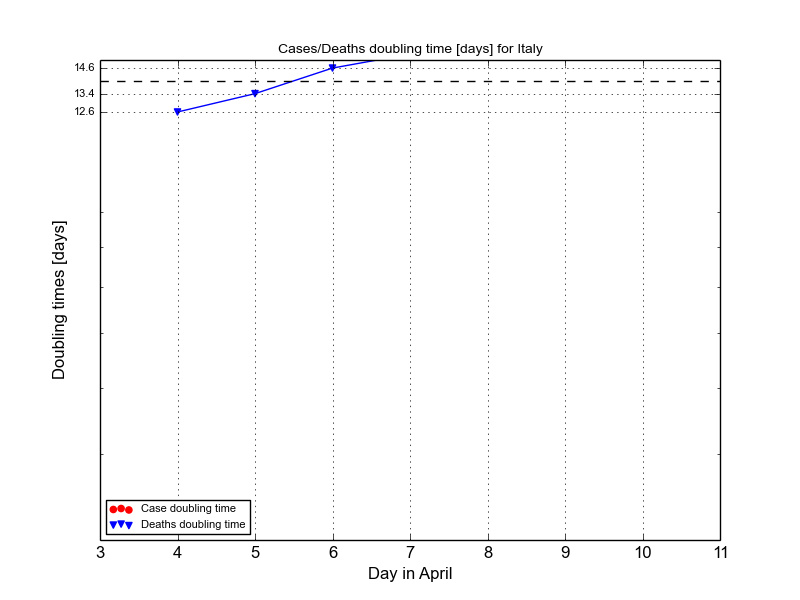 Cases/Deaths doubling time [days] for Italy
14.6
13.4
12.6
Doubling times [days]
Case doubling time
Deaths doubling time
3 4 5 6 7 8 9 10 11
Day in April